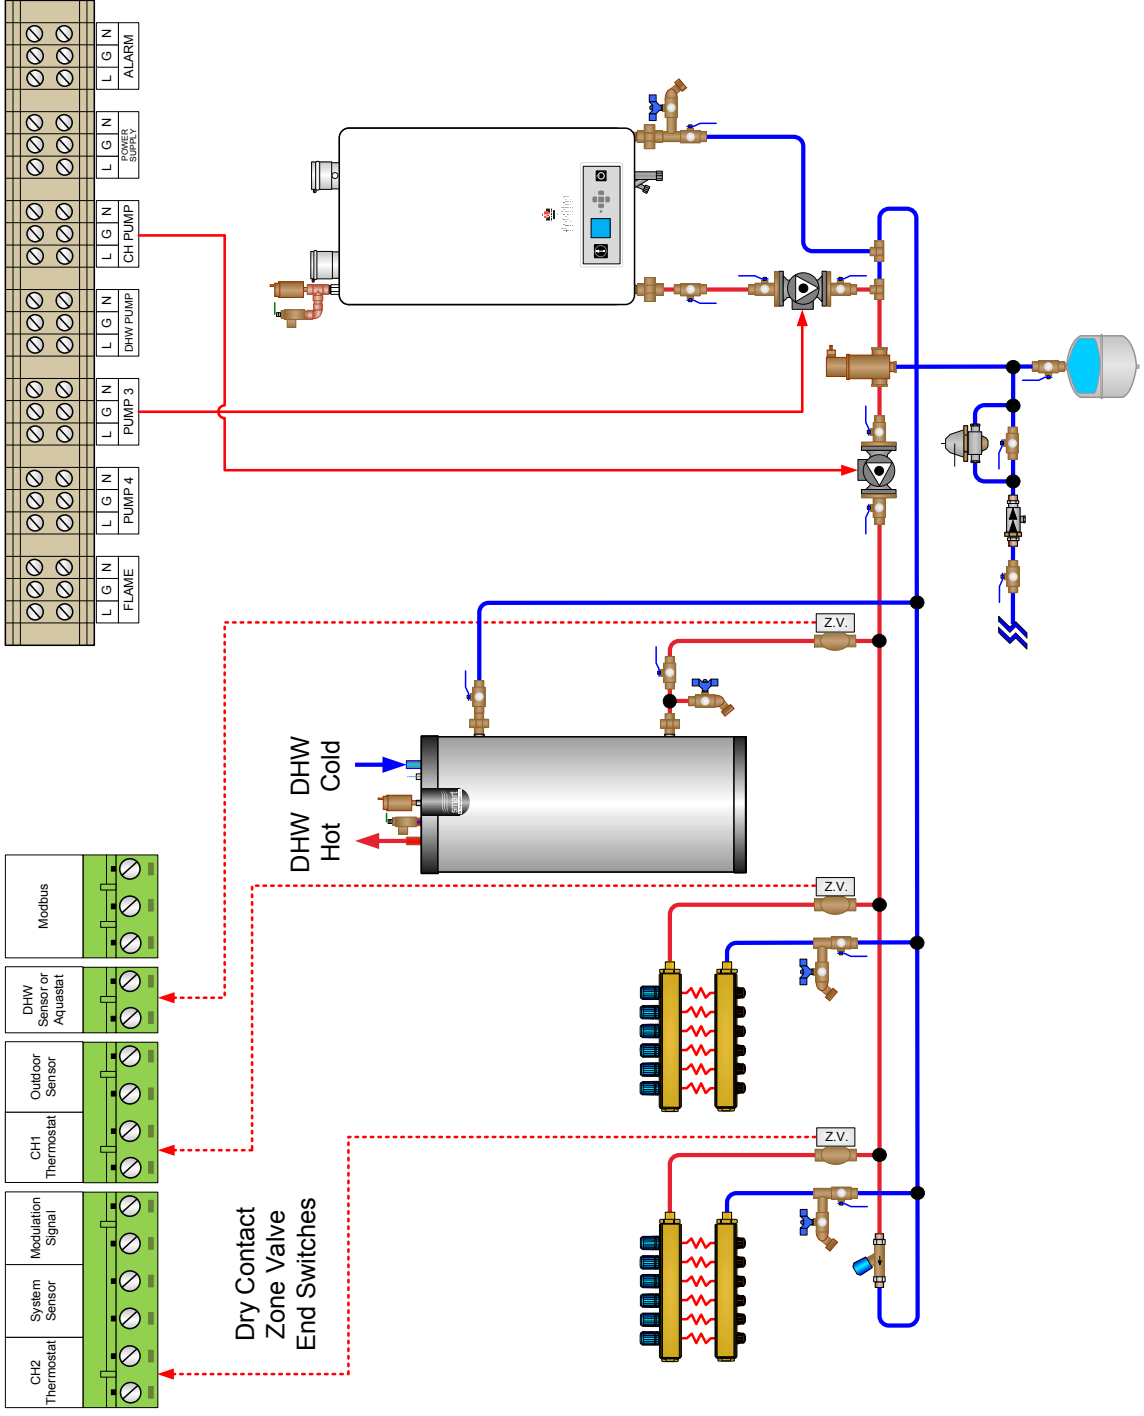 N
G
L
ALARM
N
G
L
POWER
SUPPLY
N
G
L
CH PUMP
N
G
L
DHW PUMP
N
G
L
PUMP 3
N
G
L
PUMP 4
N
G
L
FLAME
Z.V.
DHW
Cold
DHW
Hot
smart
Modbus
DHW
Sensor or
Aquastat
Outdoor
Sensor
CH1
Thermostat
Modulation
Signal
System
Sensor
CH2
Thermostat
Z.V.
Z.V.
Dry Contact
Zone Valve
End Switches